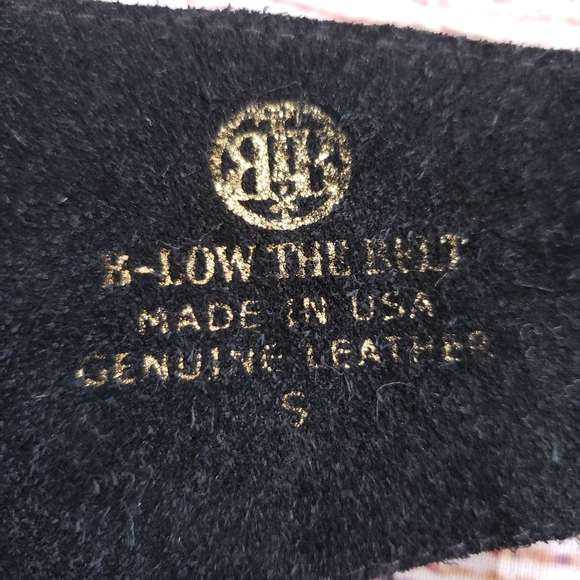 B-LOW THE BELT
MADE IN USA
GENUINE LEATHER
S